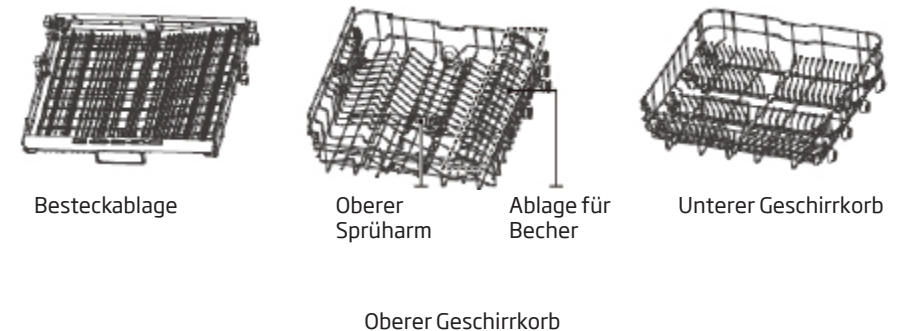 Besteckablage
Oberer
Sprüharm
Ablage für
Becher
Unterer Geschirrkorb
Oberer Geschirrkorb